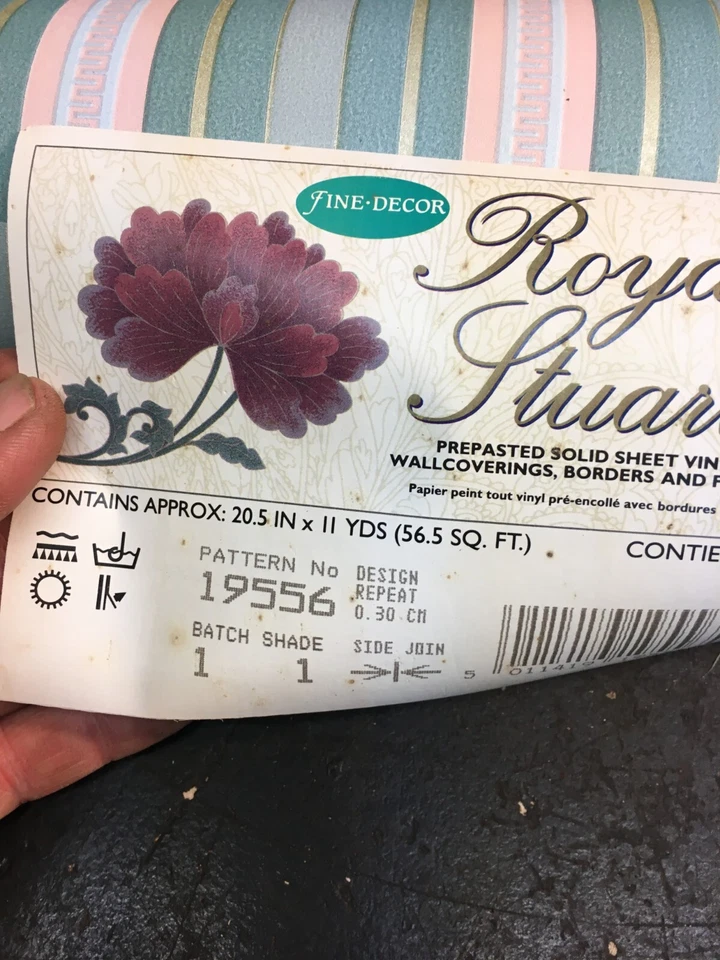 FINE·DECOR
Roya
Stuar
PREPASTED SOLID SHEET VIN
WALLCOVERINGS, BORDERS AND F
Papier peint tout vinyl pré-encollé avec bordures
CONTAINS APPROX: 20.5 IN x 11 YDS (56.5 SQ. FT.)
CONTIE
PATTERN No
19556
DESIGN
REPEAT
0.30 CM
BATCH SHADE
1 1
SIDE JOIN
5 011419